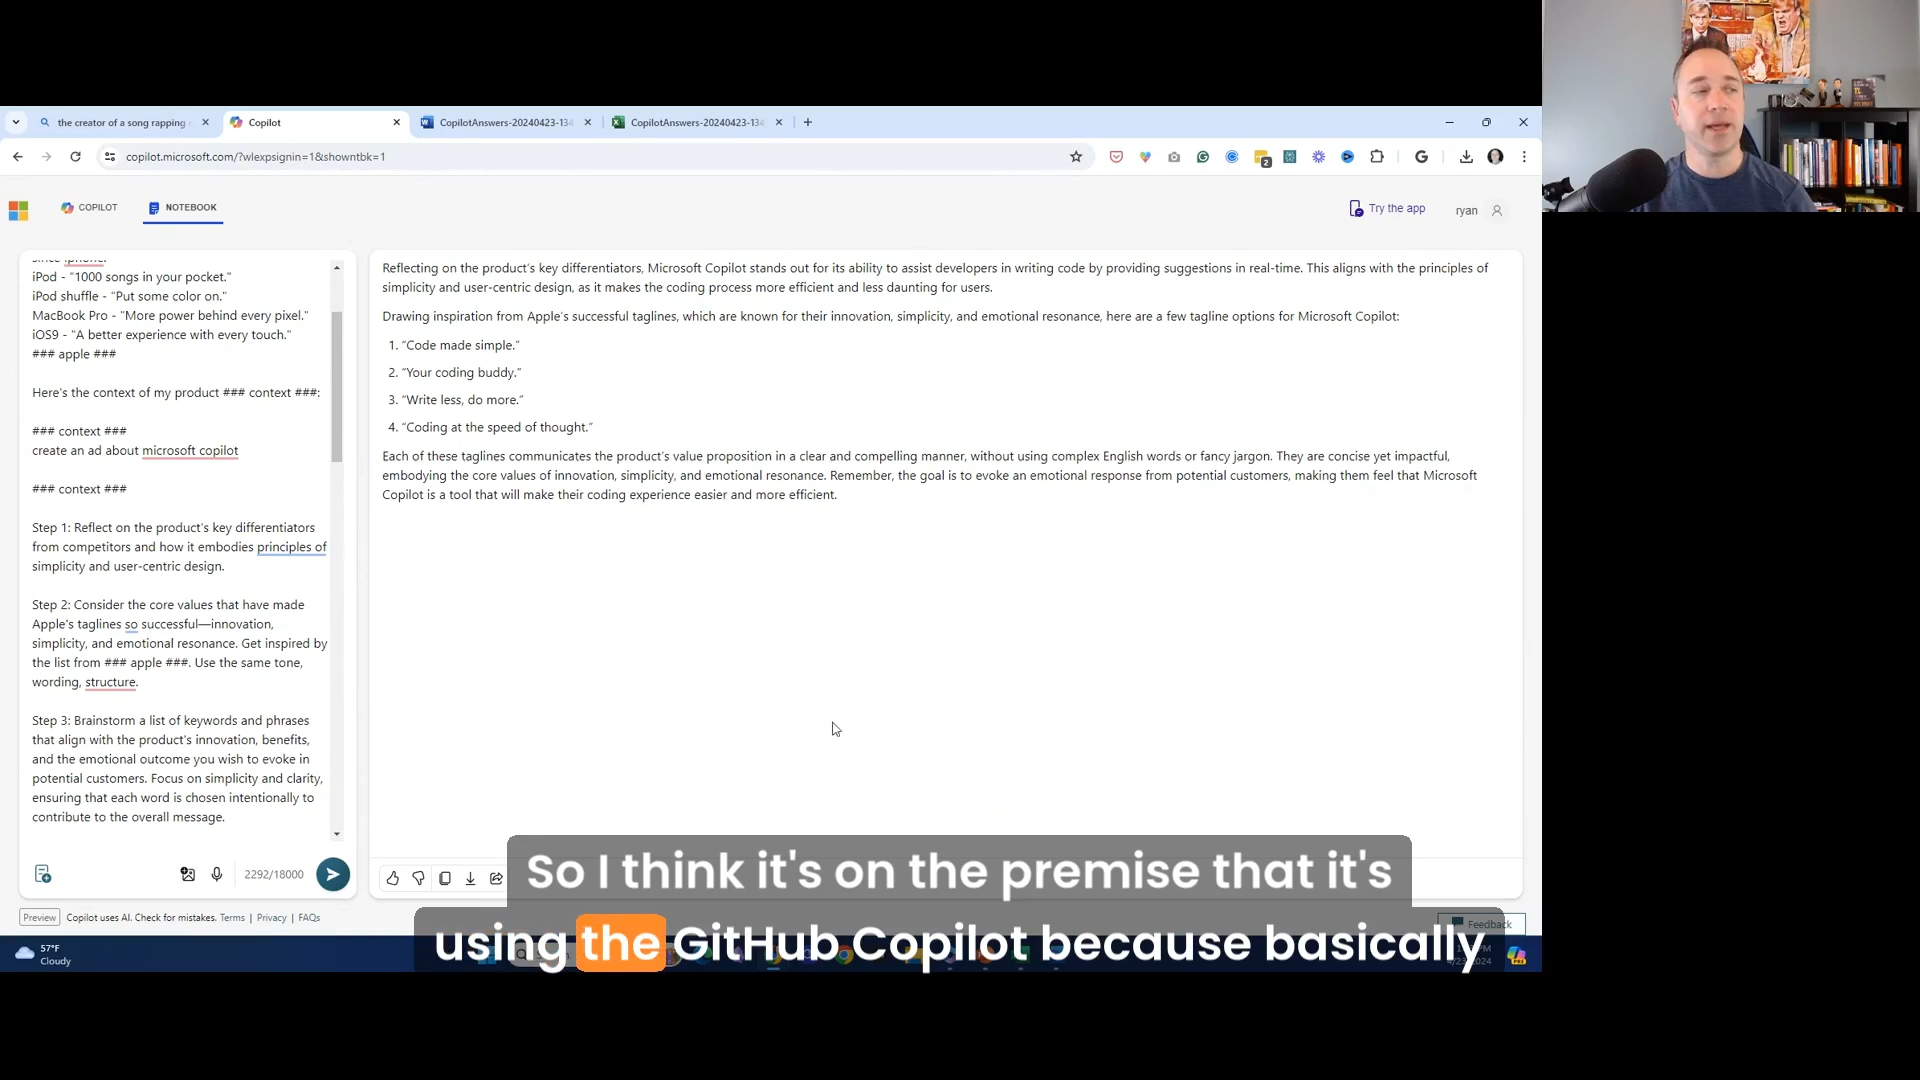 the creator of a song rapping
Copilot
CopilotAnswers-20240423-134
CopilotAnswers-20240423-134
copilot.microsoft.com/?wlexpsignin=1&showntbk=1
2
COPILOT
NOTEBOOK
Try the app
ryan
since iphone.
iPod - "1000 songs in your pocket."
iPod shuffle - "Put some color on."
MacBook Pro - "More power behind every pixel."
iOS9 - "A better experience with every touch."
### apple ###
Here's the context of my product ### context ###:
### context ###
create an ad about microsoft copilot
### context ###
Step 1: Reflect on the product's key differentiators
from competitors and how it embodies principles of
simplicity and user-centric design.
Step 2: Consider the core values that have made
Apple's taglines so successful—innovation,
simplicity, and emotional resonance. Get inspired by
the list from ### apple ###. Use the same tone,
wording, structure.
Step 3: Brainstorm a list of keywords and phrases
that align with the product's innovation, benefits,
and the emotional outcome you wish to evoke in
potential customers. Focus on simplicity and clarity,
ensuring that each word is chosen intentionally to
contribute to the overall message.
2292/18000
Reflecting on the product's key differentiators, Microsoft Copilot stands out for its ability to assist developers in writing code by providing suggestions in real-time. This aligns with the principles of
simplicity and user-centric design, as it makes the coding process more efficient and less daunting for users.
Drawing inspiration from Apple's successful taglines, which are known for their innovation, simplicity, and emotional resonance, here are a few tagline options for Microsoft Copilot:
1. "Code made simple."
2. "Your coding buddy."
3. "Write less, do more."
4. "Coding at the speed of thought."
Each of these taglines communicates the product's value proposition in a clear and compelling manner, without using complex English words or fancy jargon. They are concise yet impactful,
embodying the core values of innovation, simplicity, and emotional resonance. Remember, the goal is to evoke an emotional response from potential customers, making them feel that Microsoft
Copilot is a tool that will make their coding experience easier and more efficient.
Preview Copilot uses AI. Check for mistakes. Terms | Privacy | FAQs
Feedback
57°F
Cloudy
So I think it's on the premise that it's
using the GitHub Copilot because basically